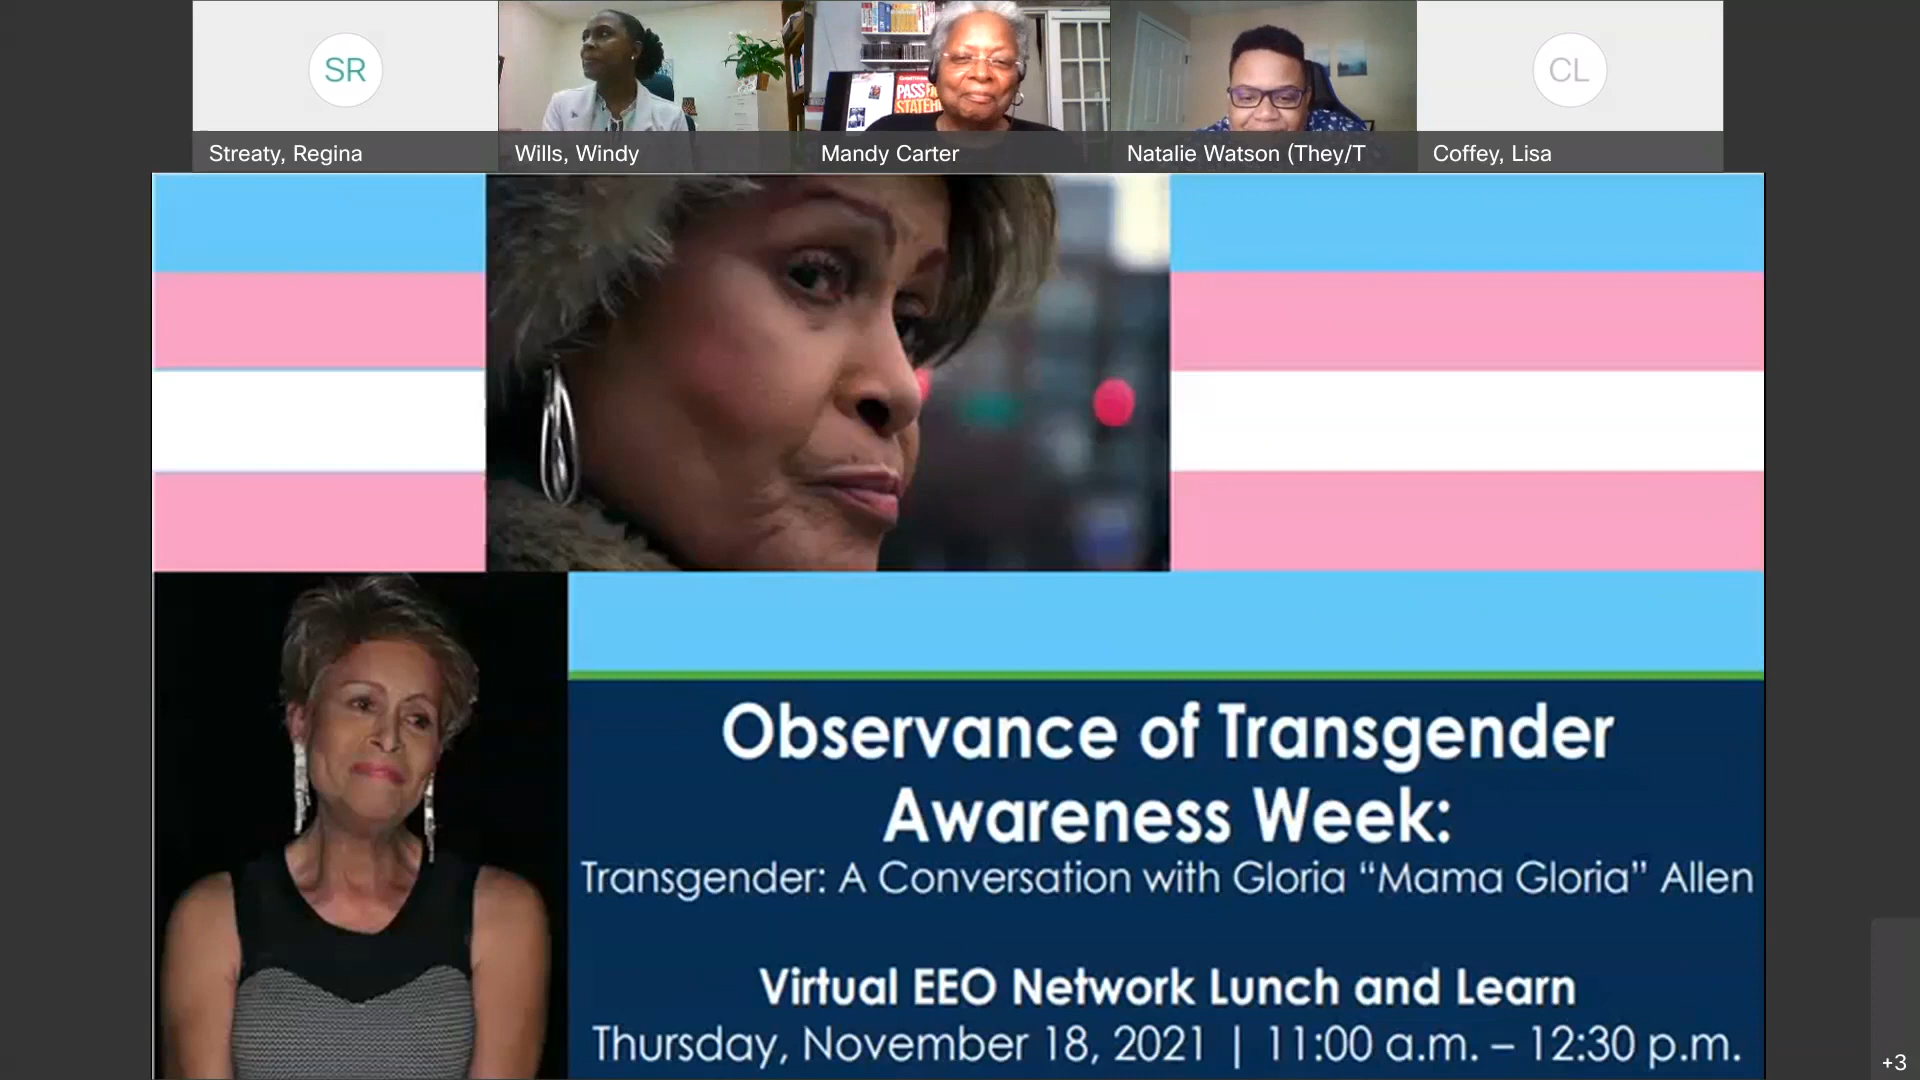 SR
CL
PASS
Streaty, Regina
Wills, Windy
Mandy Carter
Natalie Watson (They/T
Coffey, Lisa
Observance of Transgender
Awareness Week:
Transgender: A Conversation with Gloria “Mama Gloria” Allen
Virtual EEO Network Lunch and Learn
Thursday, November 18, 2021 | 11:00 a.m. – 12:30 p.m.
+3